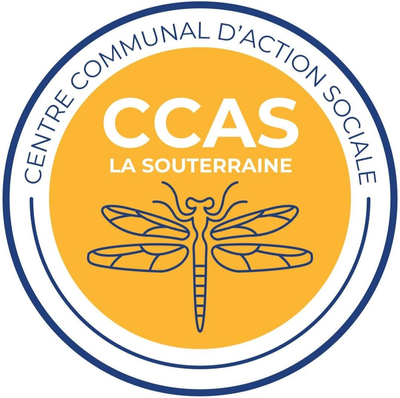 CENTRE COMMUNAL D'ACTION SOCIALE
CCAS
LA SOUTERRAINE